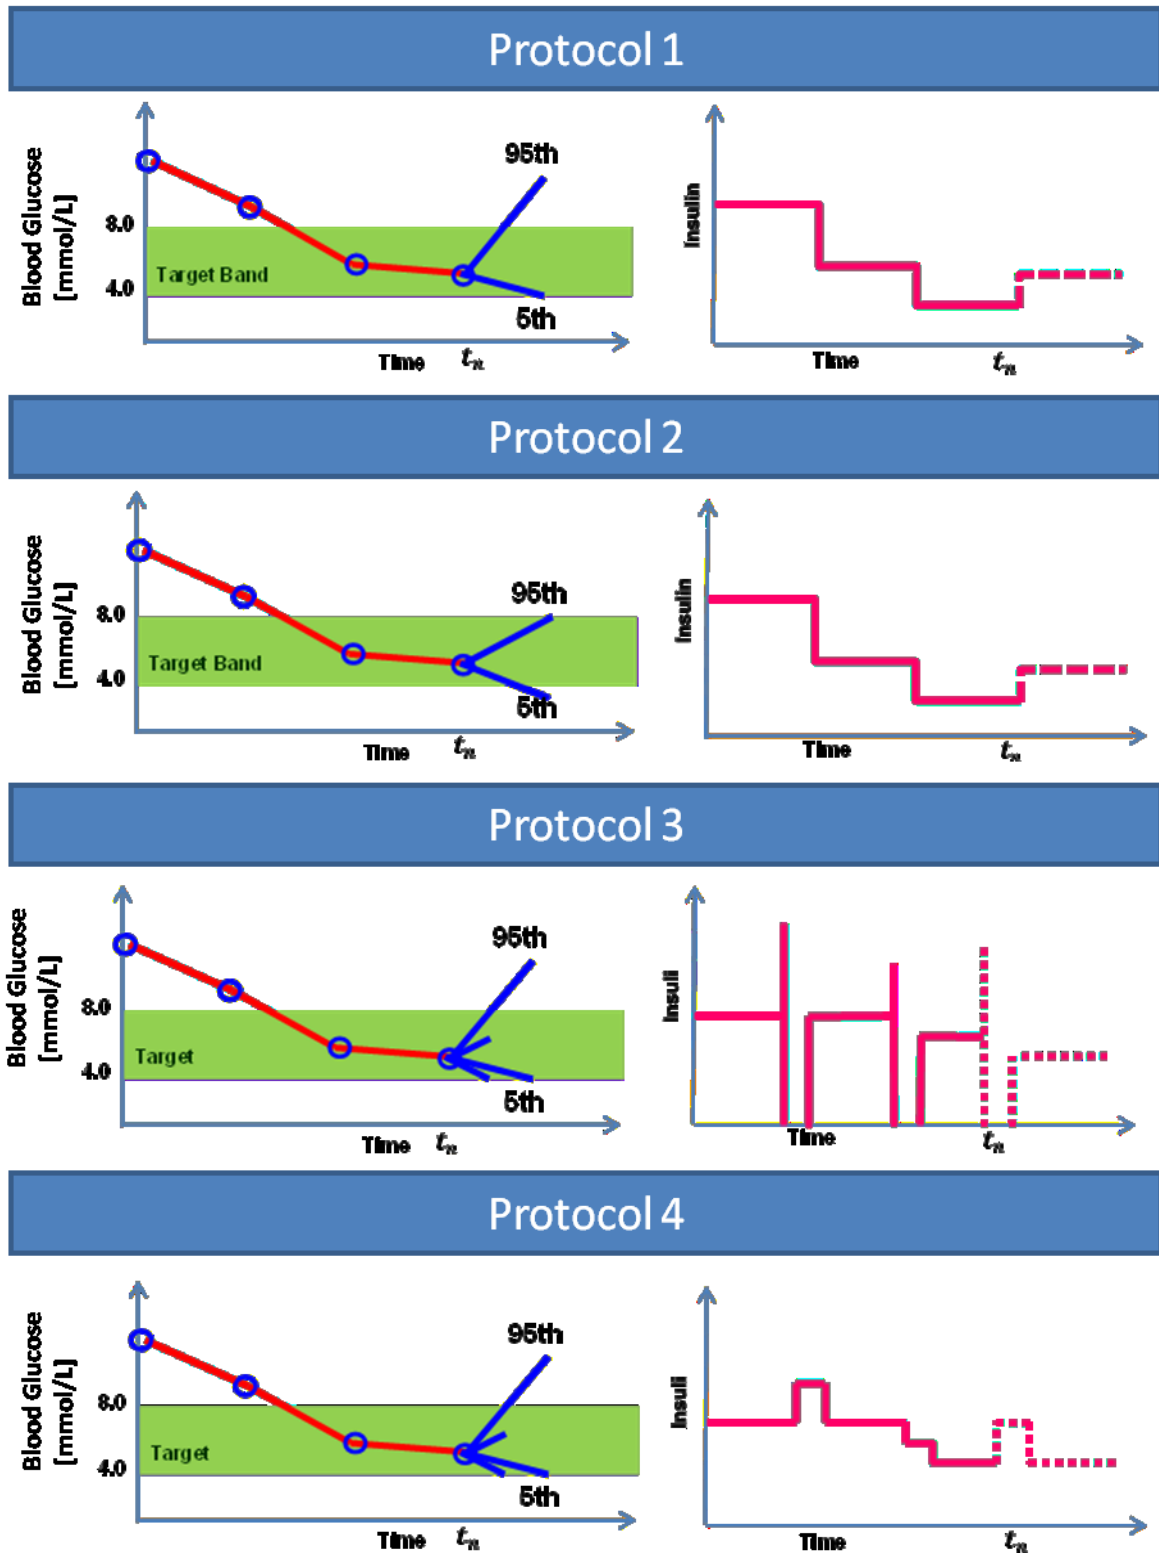 Protocol 1
Blood Glucose
[mmol/L]
8.0
4.0
Target Band
95th
5th
Time
tn
Insulin
Time
tn
Protocol 2
Blood Glucose
[mmol/L]
8.0
4.0
Target Band
95th
5th
Time
tn
Insulin
Time
tn
Protocol 3
Blood Glucose
[mmol/L]
8.0
4.0
Target
95th
5th
Time
tn
Insuli
Time
tn
Protocol 4
Blood Glucose
[mmol/L]
8.0
4.0
Target
95th
5th
Time
tn
Insuli
Time
tn